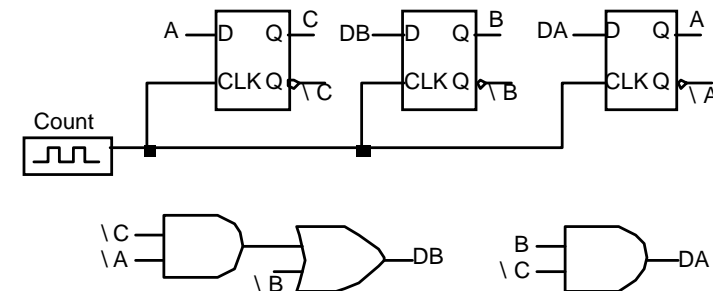 A D Q C
CLK Q \ C
DB D Q B
CLK Q \ B
DA D Q A
CLK Q \ A
Count
\ C
\ A
\ B
DB
B
\ C
DA